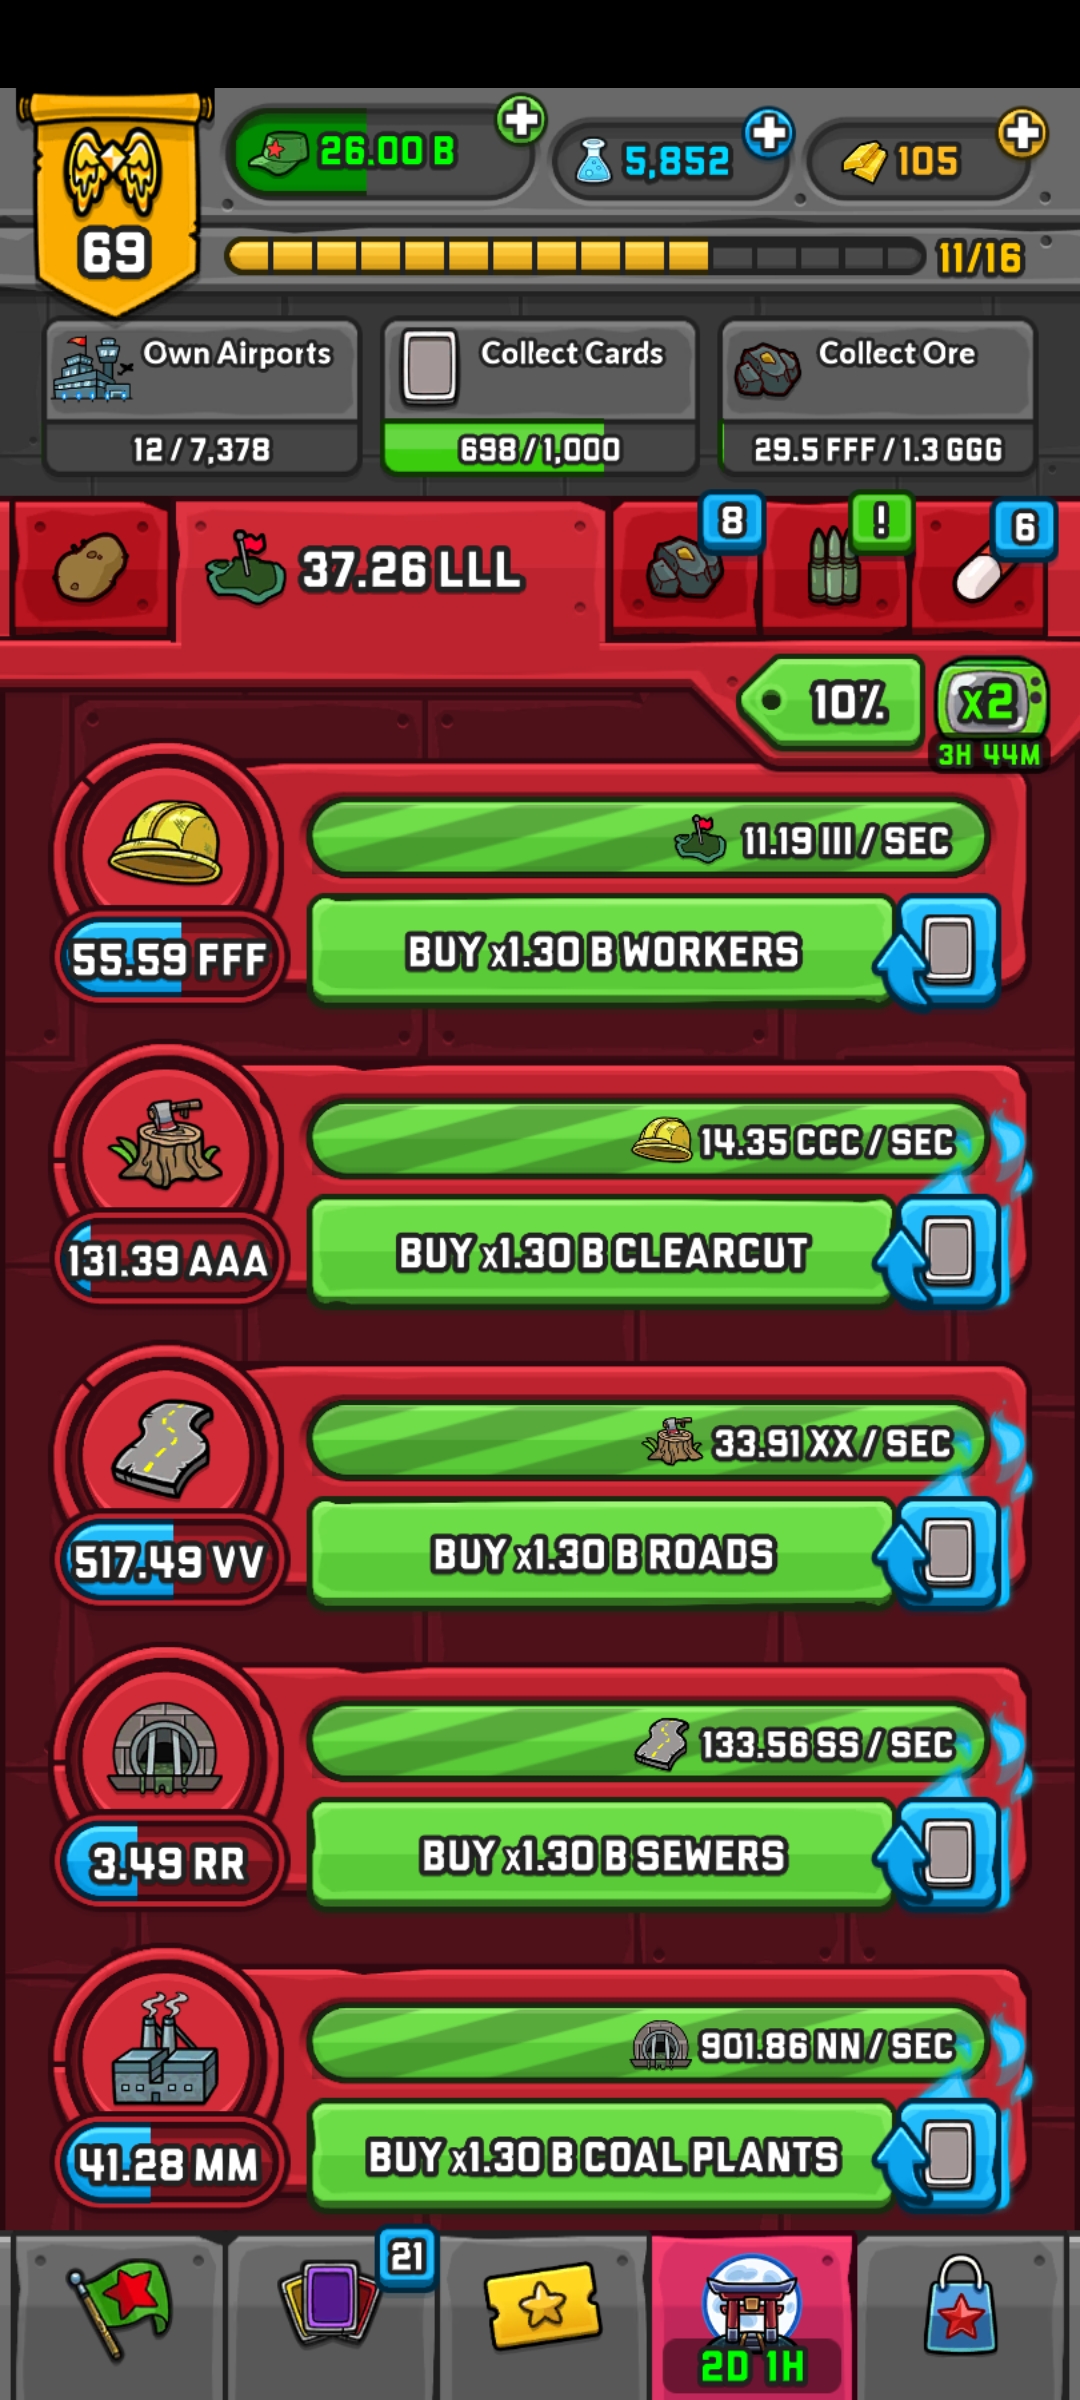 69
26.00 B
5,852
105
11/16
Own Airports
12 / 7,378
Collect Cards
698 / 1,000
Collect Ore
29.5 FFF / 1.3 GGG
37.26 LLL
8
!
6
10%
x2
3H 44M
11.19 III / SEC
55.59 FFF
BUY x1.30 B WORKERS
14.35 CCC / SEC
131.39 AAA
BUY x1.30 B CLEARCUT
33.91 XX / SEC
517.49 VV
BUY x1.30 B ROADS
133.56 SS / SEC
3.49 RR
BUY x1.30 B SEWERS
901.86 NN / SEC
41.28 MM
BUY x1.30 B COAL PLANTS
21
2D 1H